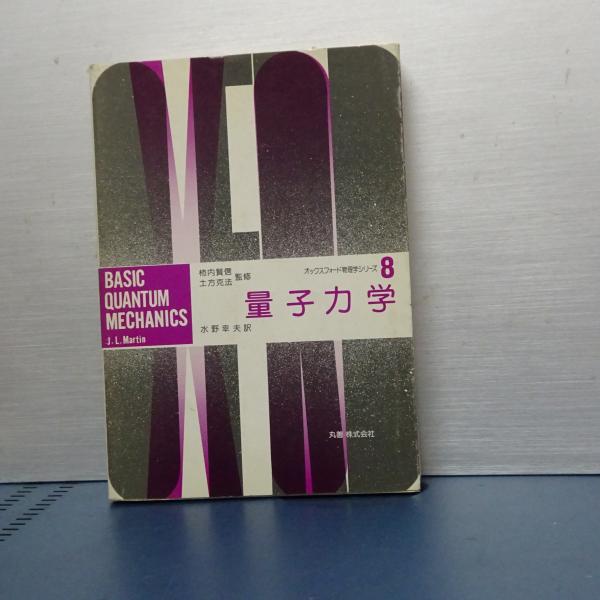 BASIC
QUANTUM
MECHANICS
J. L. Martin
柿内賢信
土方克法
監修
オックスフォード物理学シリーズ 8
量子力学
水野幸夫訳
丸善株式会社